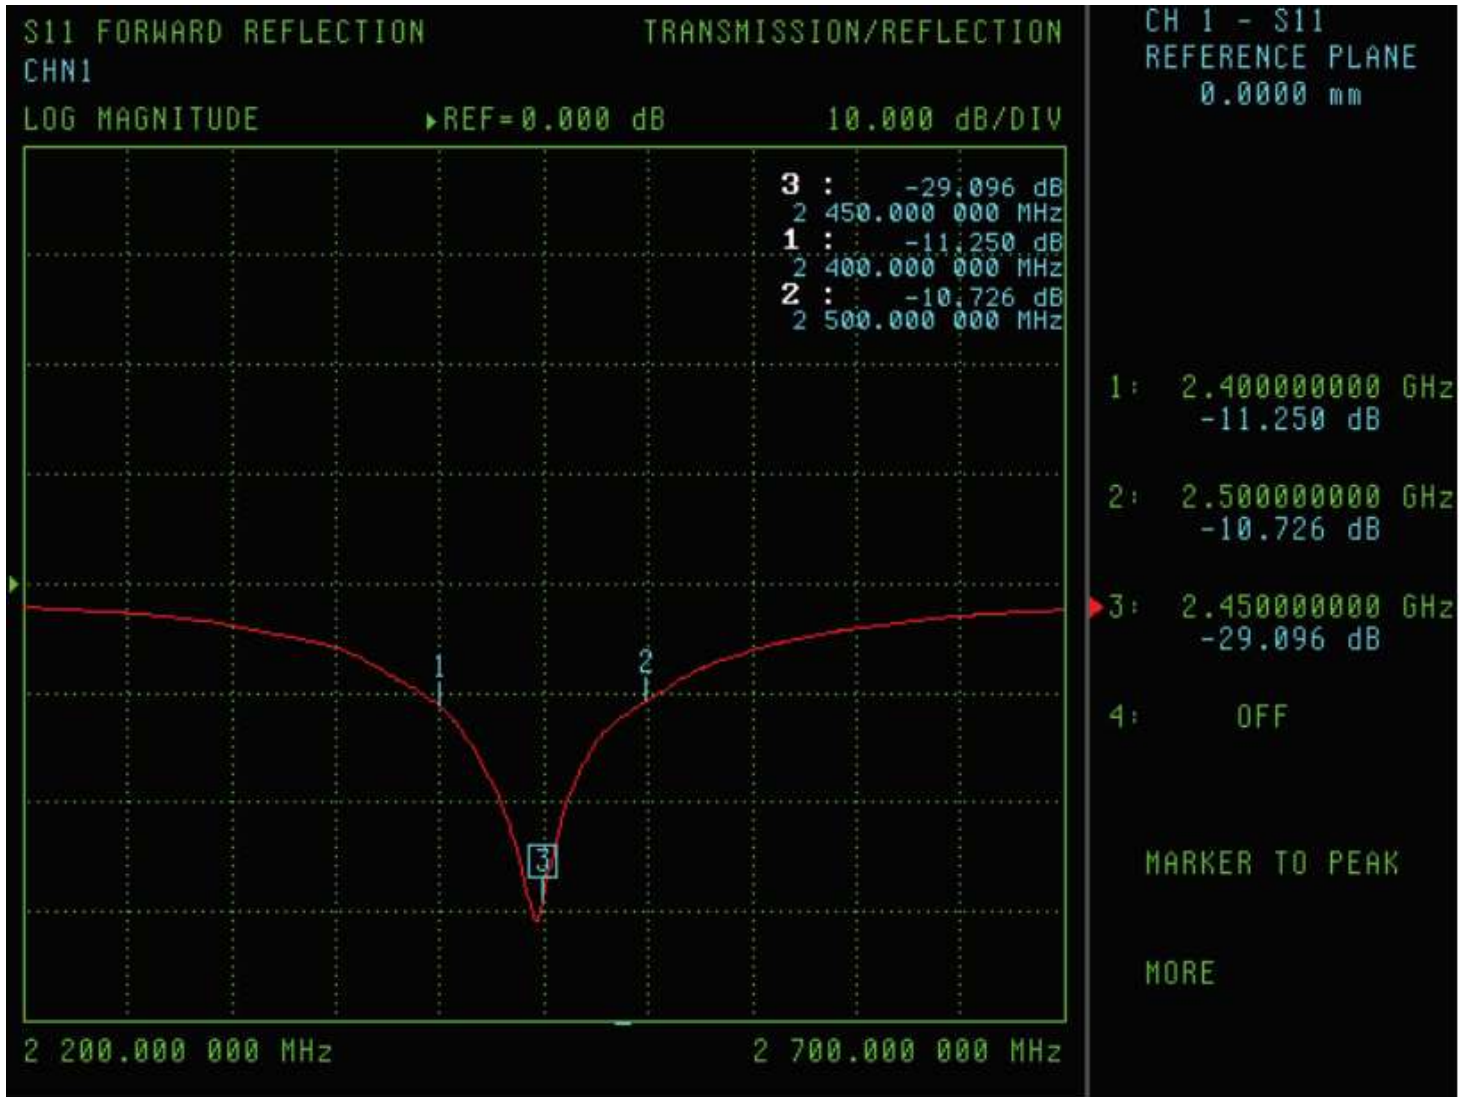 S11 FORWARD REFLECTION TRANSMISSION/REFLECTION
CHN1
LOG MAGNITUDE ▸REF=0.000 dB 10.000 dB/DIV
3 : -29.096 dB
2 450.000 000 MHz
1 : -11.250 dB
2 400.000 000 MHz
2 : -10.726 dB
2 500.000 000 MHz
1
2
3
2 200.000 000 MHz 2 700.000 000 MHz
CH 1 - S11
REFERENCE PLANE
0.0000 mm
1: 2.400000000 GHz
-11.250 dB
2: 2.500000000 GHz
-10.726 dB
3: 2.450000000 GHz
-29.096 dB
4: OFF
MARKER TO PEAK
MORE